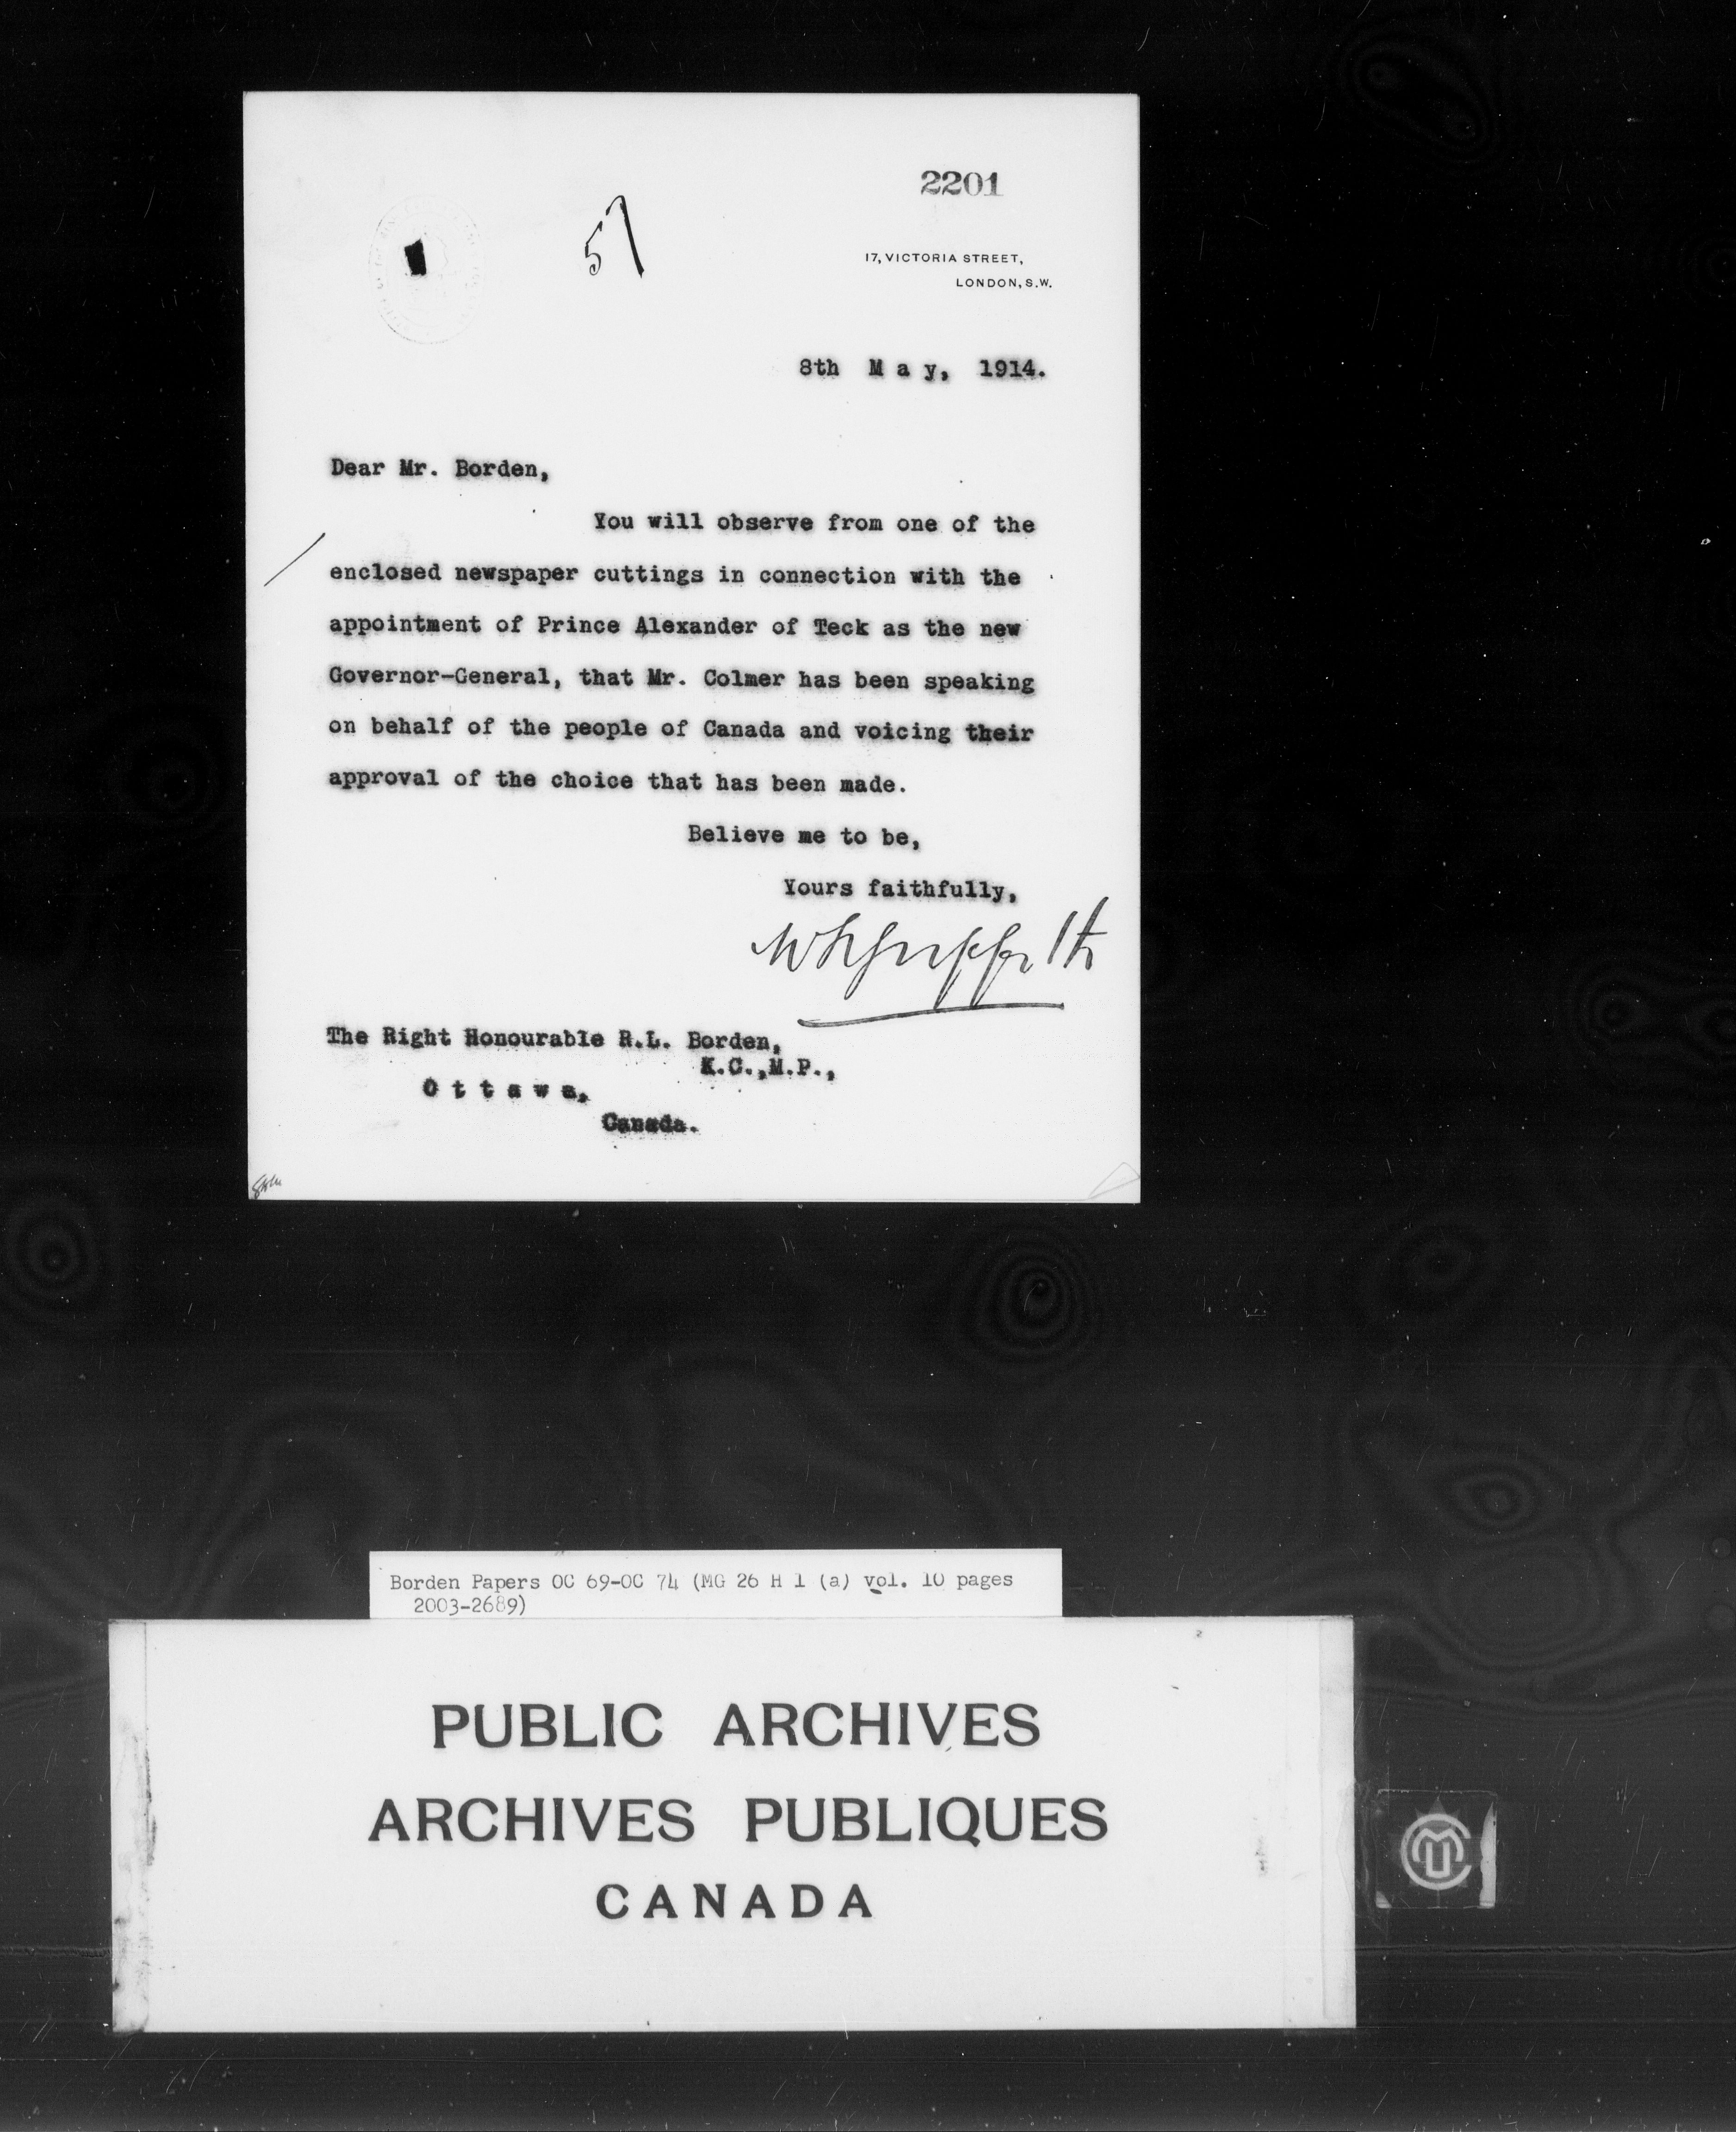 2201
57
17, VICTORIA STREET,
LONDON, S.W.
8th M a y, 1914.
Dear Mr. Borden,
You will observe from one of the
enclosed newspaper cuttings in connection with the
appointment of Prince Alexander of Teck as the new
Governor-General, that Mr. Colmer has been speaking
on behalf of the people of Canada and voicing their
approval of the choice that has been made.
Believe me to be,
Yours faithfully,
W L Griffith
The Right Honourable R.L. Borden,
K.C.,M.P.,
O t t a w a,
Canada.
Borden Papers OC 69-OC 74 (MG 26 H 1 (a) vol. 10 pages
2003-2689)
PUBLIC ARCHIVES
ARCHIVES PUBLIQUES
CANADA